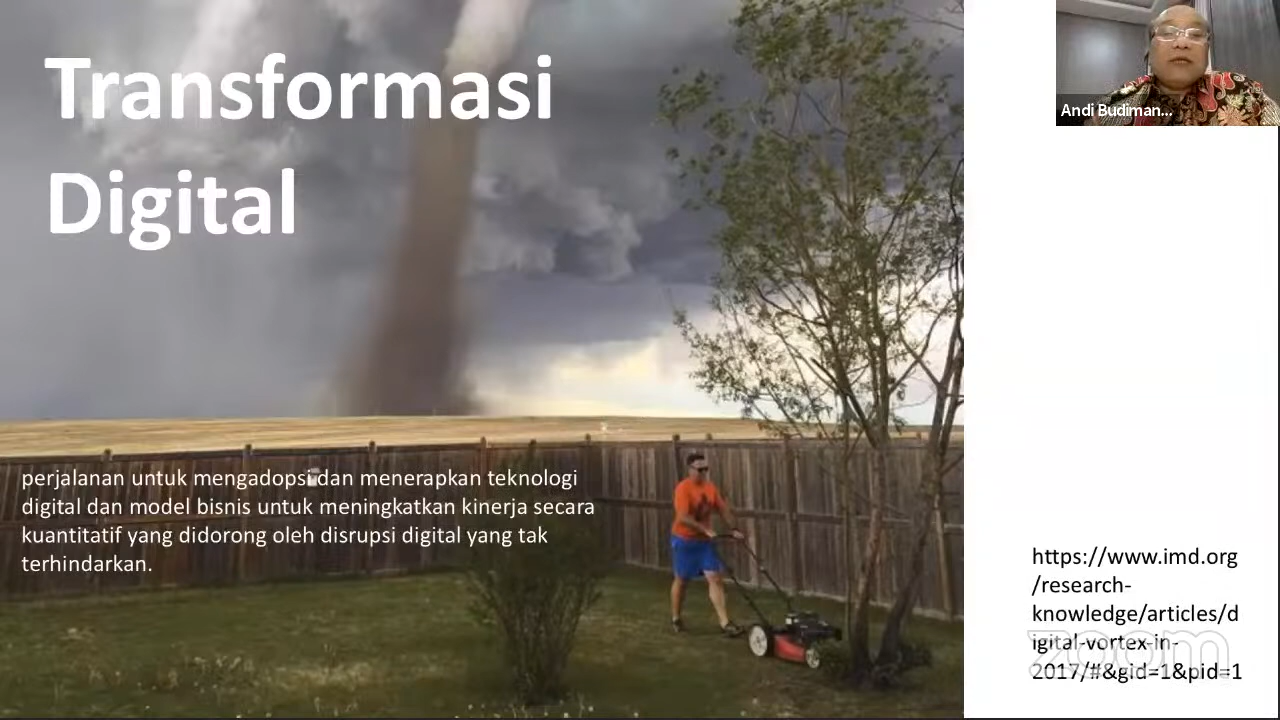 Transformasi
Digital
Andi Budiman...
perjalanan untuk mengadopsi dan menerapkan teknologi
digital dan model bisnis untuk meningkatkan kinerja secara
kuantitatif yang didorong oleh disrupsi digital yang tak
terhindarkan.
https://www.imd.org
/research-
knowledge/articles/d
igital-vortex-in-
2017/#&gid=1&pid=1
zoom